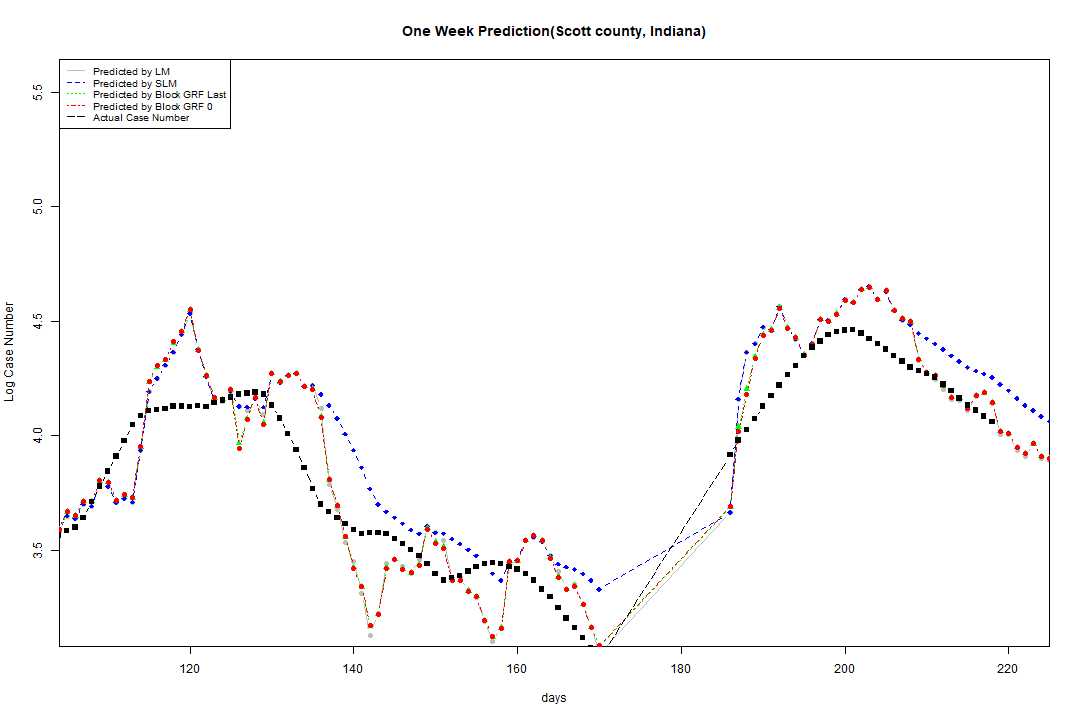 One Week Prediction(Scott county, Indiana)
Predicted by LM
Predicted by SLM
Predicted by Block GRF Last
Predicted by Block GRF 0
Actual Case Number
Log Case Number
5.5
5.0
4.5
4.0
3.5
120 140 160 180 200 220
days